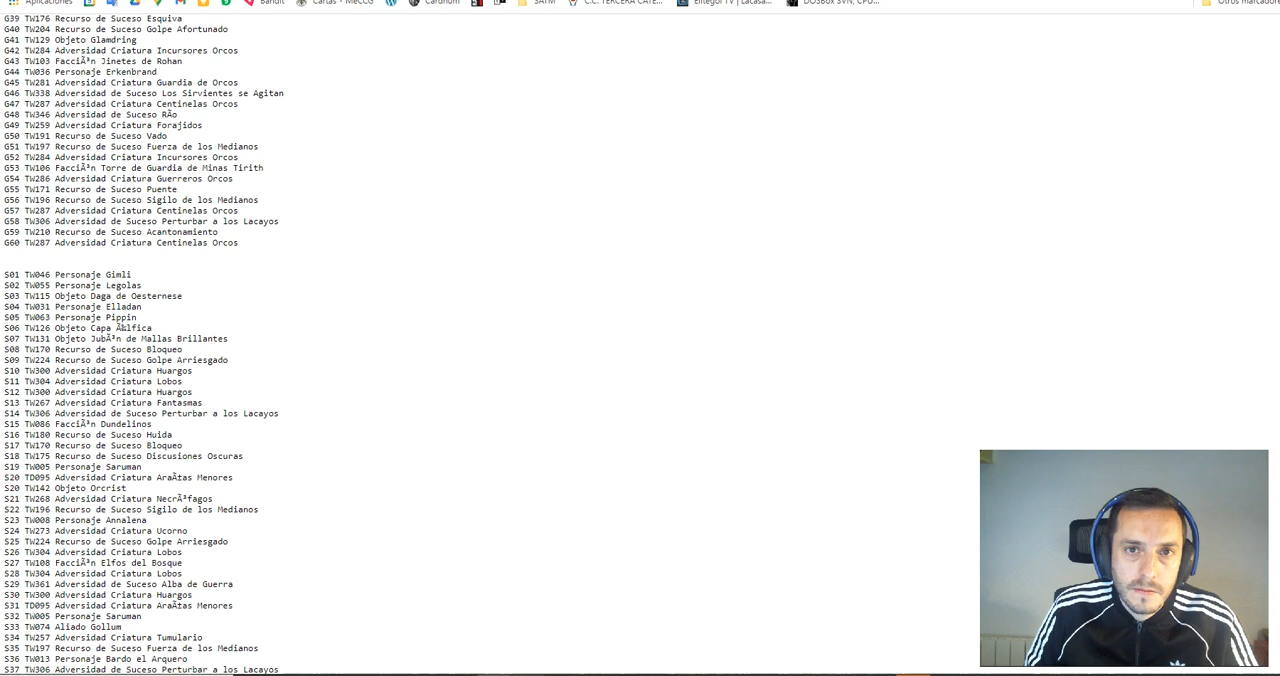 Aplicaciones Bandit Cartas - MeCCG Cardnum SATM C.C. TERCERA CATE... Elitegol TV | Lacasa... DOSBox SVN, CPU... Otros marcadores
G39 TW176 Recurso de Suceso Esquiva
G40 TW204 Recurso de Suceso Golpe Afortunado
G41 TW129 Objeto Glamdring
G42 TW284 Adversidad Criatura Incursores Orcos
G43 TW103 FacciÃ³n Jinetes de Rohan
G44 TW036 Personaje Erkenbrand
G45 TW281 Adversidad Criatura Guardia de Orcos
G46 TW338 Adversidad de Suceso Los Sirvientes se Agitan
G47 TW287 Adversidad Criatura Centinelas Orcos
G48 TW346 Adversidad de Suceso RÃ­o
G49 TW259 Adversidad Criatura Forajidos
G50 TW191 Recurso de Suceso Vado
G51 TW197 Recurso de Suceso Fuerza de los Medianos
G52 TW284 Adversidad Criatura Incursores Orcos
G53 TW106 FacciÃ³n Torre de Guardia de Minas Tirith
G54 TW286 Adversidad Criatura Guerreros Orcos
G55 TW171 Recurso de Suceso Puente
G56 TW196 Recurso de Suceso Sigilo de los Medianos
G57 TW287 Adversidad Criatura Centinelas Orcos
G58 TW306 Adversidad de Suceso Perturbar a los Lacayos
G59 TW210 Recurso de Suceso Acantonamiento
G60 TW287 Adversidad Criatura Centinelas Orcos
S01 TW046 Personaje Gimli
S02 TW055 Personaje Legolas
S03 TW115 Objeto Daga de Oesternese
S04 TW031 Personaje Elladan
S05 TW063 Personaje Pippin
S06 TW126 Objeto Capa Ã‰lfica
S07 TW131 Objeto JubÃ³n de Mallas Brillantes
S08 TW170 Recurso de Suceso Bloqueo
S09 TW224 Recurso de Suceso Golpe Arriesgado
S10 TW300 Adversidad Criatura Huargos
S11 TW304 Adversidad Criatura Lobos
S12 TW300 Adversidad Criatura Huargos
S13 TW267 Adversidad Criatura Fantasmas
S14 TW306 Adversidad de Suceso Perturbar a los Lacayos
S15 TW086 FacciÃ³n Dundelinos
S16 TW180 Recurso de Suceso Huida
S17 TW170 Recurso de Suceso Bloqueo
S18 TW175 Recurso de Suceso Discusiones Oscuras
S19 TW005 Personaje Saruman
S20 TD095 Adversidad Criatura AraÃ±as Menores
S20 TW142 Objeto Orcrist
S21 TW268 Adversidad Criatura NecrÃ³fagos
S22 TW196 Recurso de Suceso Sigilo de los Medianos
S23 TW008 Personaje Annalena
S24 TW273 Adversidad Criatura Ucorno
S25 TW224 Recurso de Suceso Golpe Arriesgado
S26 TW304 Adversidad Criatura Lobos
S27 TW108 FacciÃ³n Elfos del Bosque
S28 TW304 Adversidad Criatura Lobos
S29 TW361 Adversidad de Suceso Alba de Guerra
S30 TW300 Adversidad Criatura Huargos
S31 TD095 Adversidad Criatura AraÃ±as Menores
S32 TW005 Personaje Saruman
S33 TW074 Aliado Gollum
S34 TW257 Adversidad Criatura Tumulario
S35 TW197 Recurso de Suceso Fuerza de los Medianos
S36 TW013 Personaje Bardo el Arquero
S37 TW306 Adversidad de Suceso Perturbar a los Lacayos